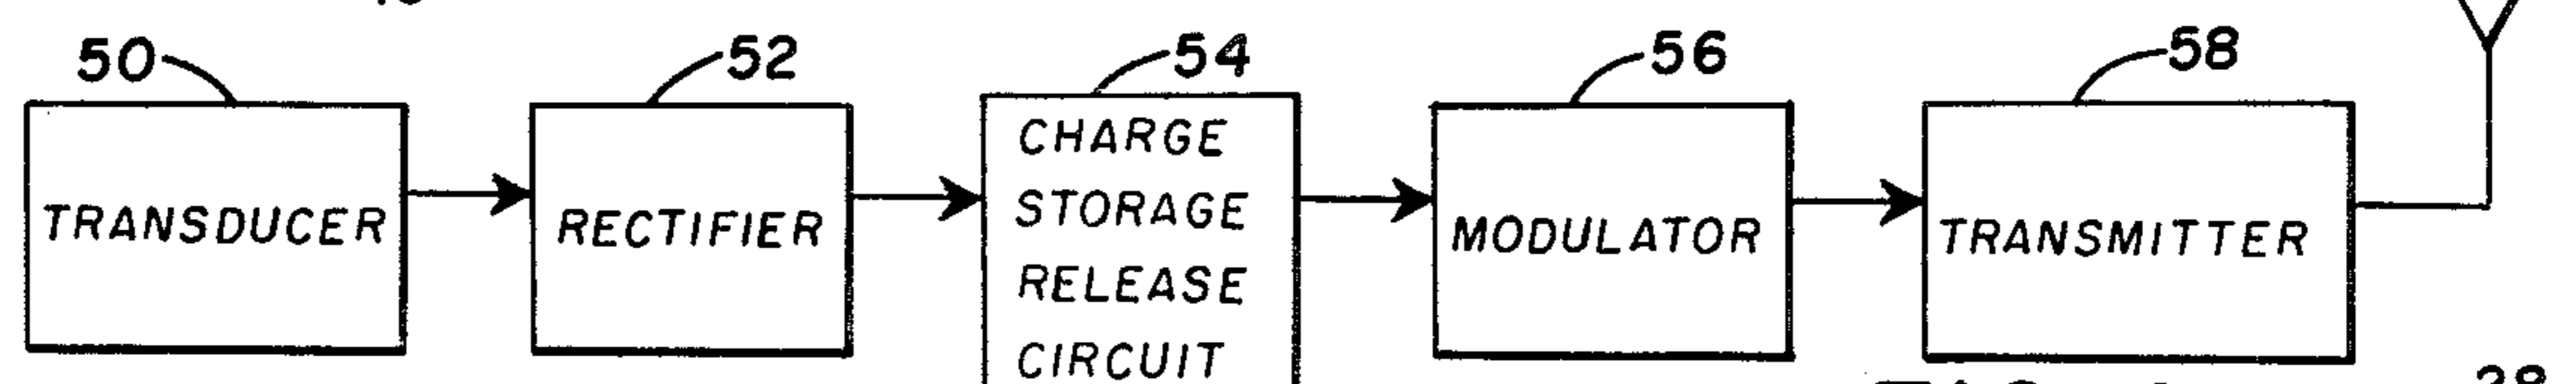 50
52
54
56
58
TRANSDUCER
RECTIFIER
CHARGE
STORAGE
RELEASE
CIRCUIT
MODULATOR
TRANSMITTER